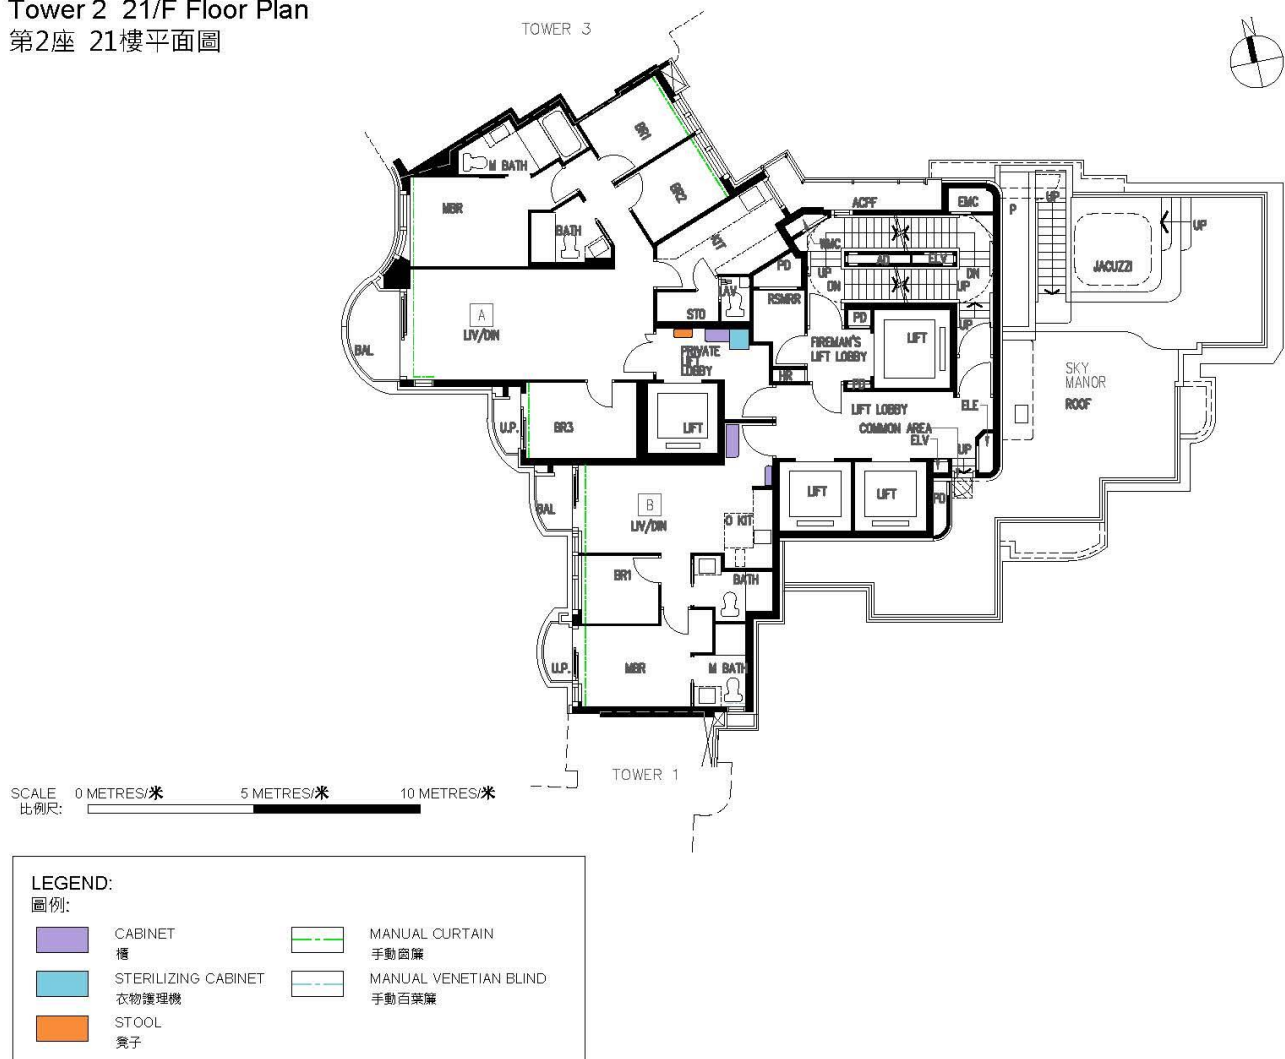 Tower 2 21/F Floor Plan
第2座 21樓平面圖
TOWER 3
BR1
M BATH
BR2
MBR
BATH
KIT
ACPF
EMC
P
UP
UP
JACUZZI
WMC
AD
ELV
PD
UP
DN
DN
UP
LAV
RSMRR
A
LIV/DIN
STO
PD
UP
BAL
PRIVATE
LIFT
LOBBY
FIREMAN'S
LIFT LOBBY
LIFT
HR
PD
SKY
MANOR
ROOF
U.P.
BR3
LIFT
LIFT LOBBY
COMMON AREA
ELE
ELV
UP
BAL
B
LIV/DIN
O KIT
LIFT
LIFT
PD
BR1
BATH
U.P.
MBR
M BATH
TOWER 1
SCALE 0 METRES/米 5 METRES/米 10 METRES/米
比例尺:
LEGEND:
圖例:
CABINET
櫃
MANUAL CURTAIN
手動窗簾
STERILIZING CABINET
衣物護理機
MANUAL VENETIAN BLIND
手動百葉簾
STOOL
凳子